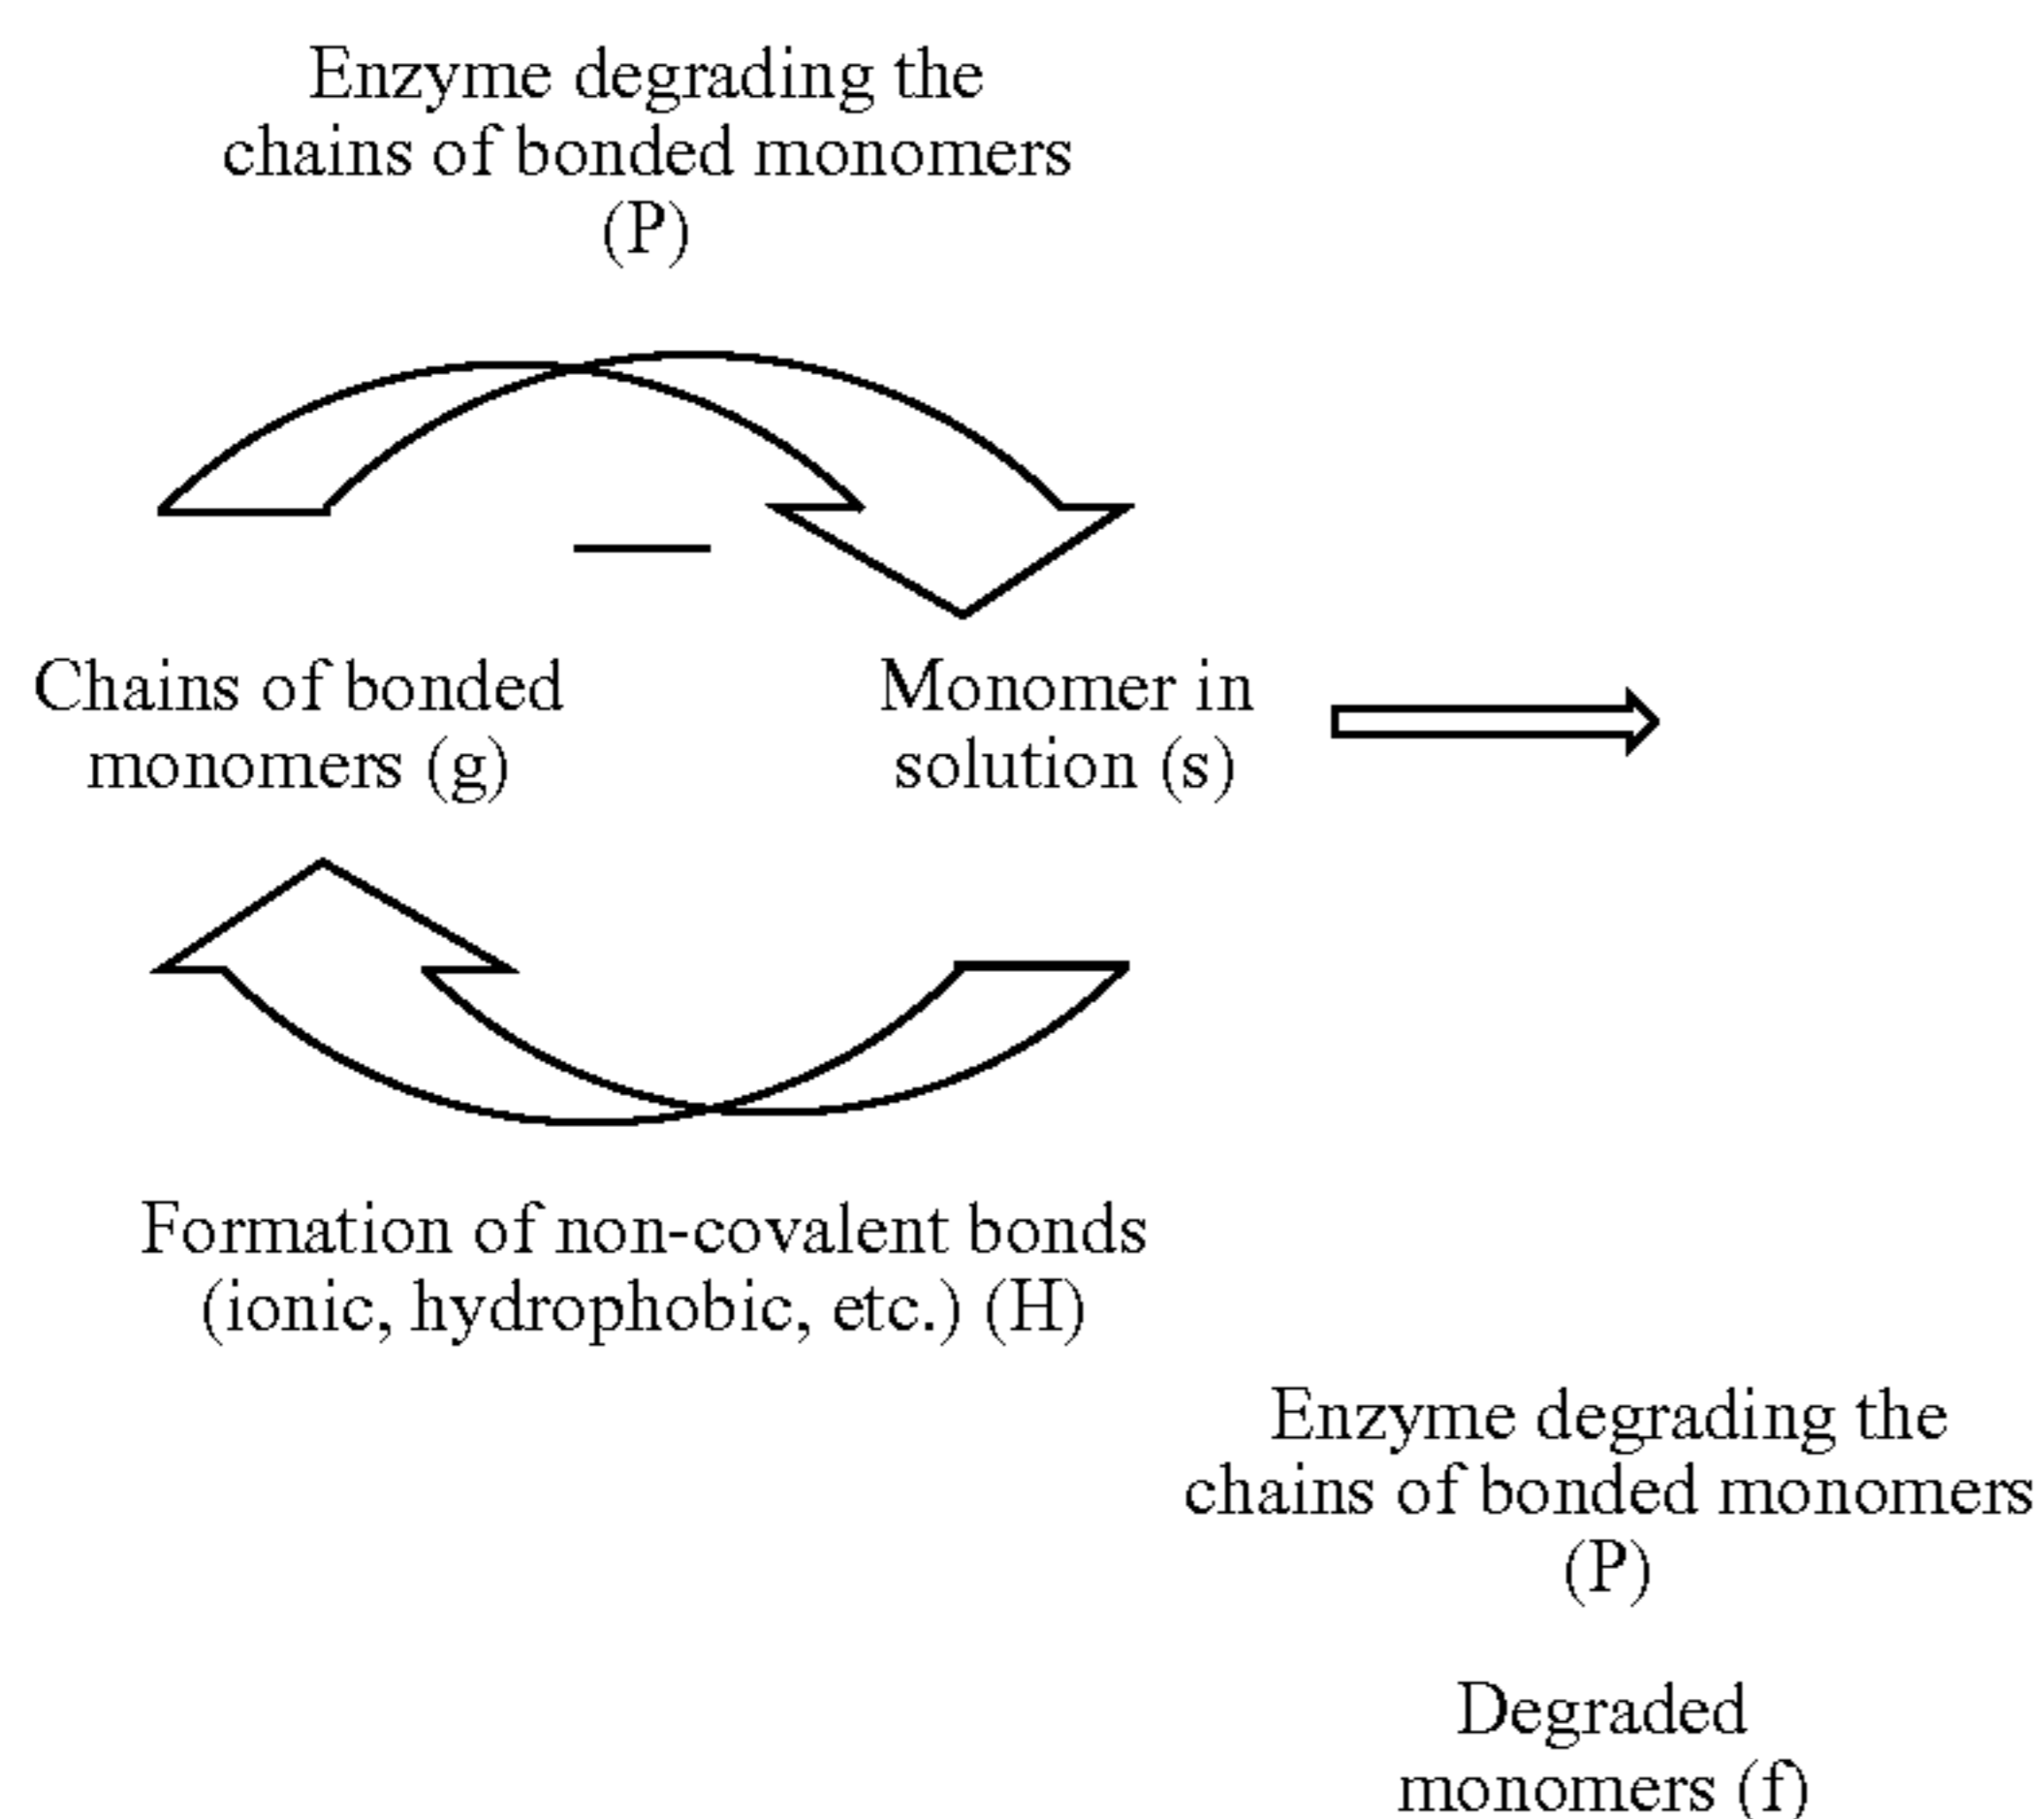 Enzyme degrading the
chains of bonded monomers
(P)
Chains of bonded
monomers (g)
Monomer in
solution (s)
Formation of non-covalent bonds
(ionic, hydrophobic, etc.) (H)
Enzyme degrading the
chains of bonded monomers
(P)
Degraded
monomers (f)